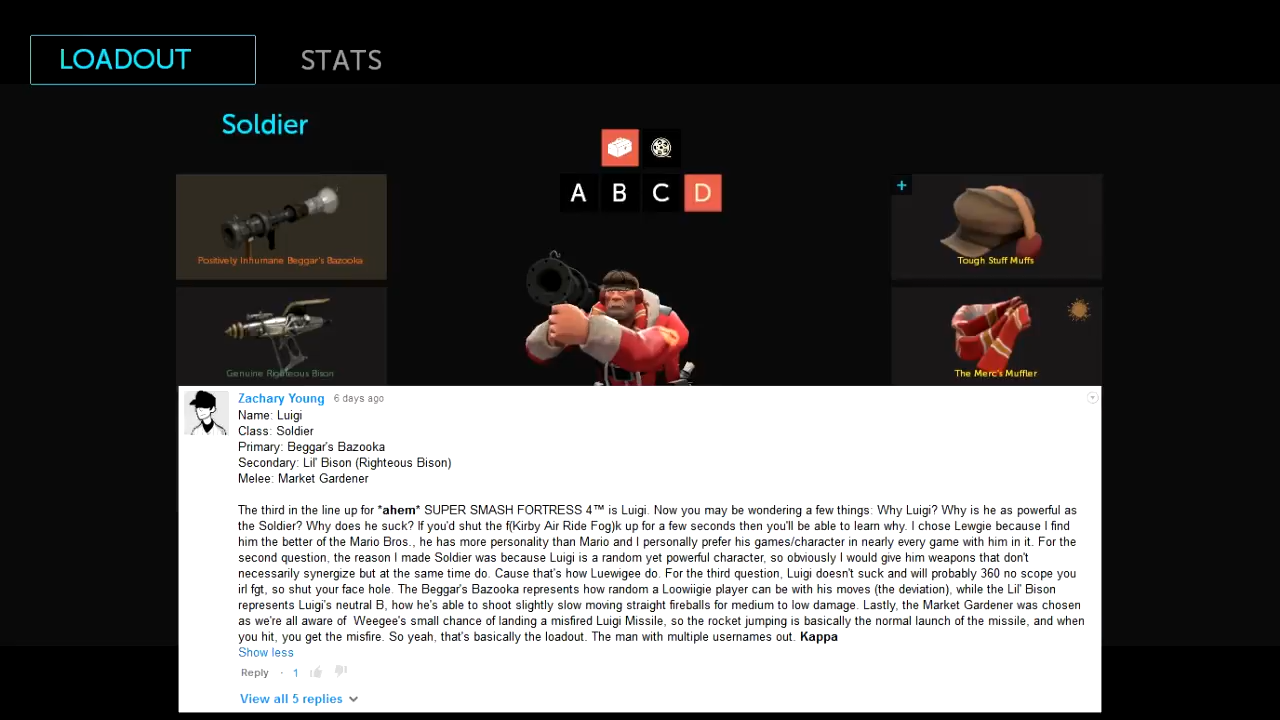 LOADOUT STATS
Soldier
A B C D
Positively Inhumane Beggar's Bazooka
+
Tough Stuff Muffs
Genuine Righteous Bison
The Merc's Muffler
Zachary Young 6 days ago
Name: Luigi
Class: Soldier
Primary: Beggar's Bazooka
Secondary: Lil' Bison (Righteous Bison)
Melee: Market Gardener
The third in the line up for *ahem* SUPER SMASH FORTRESS 4™ is Luigi. Now you may be wondering a few things: Why Luigi? Why is he as powerful as
the Soldier? Why does he suck? If you'd shut the f(Kirby Air Ride Fog)k up for a few seconds then you'll be able to learn why. I chose Lewgie because I find
him the better of the Mario Bros., he has more personality than Mario and I personally prefer his games/character in nearly every game with him in it. For the
second question, the reason I made Soldier was because Luigi is a random yet powerful character, so obviously I would give him weapons that don't
necessarily synergize but at the same time do. Cause that's how Luewigee do. For the third question, Luigi doesn't suck and will probably 360 no scope you
irl fgt, so shut your face hole. The Beggar's Bazooka represents how random a Loowiigie player can be with his moves (the deviation), while the Lil' Bison
represents Luigi's neutral B, how he's able to shoot slightly slow moving straight fireballs for medium to low damage. Lastly, the Market Gardener was chosen
as we're all aware of  Weegee's small chance of landing a misfired Luigi Missile, so the rocket jumping is basically the normal launch of the missile, and when
you hit, you get the misfire. So yeah, that's basically the loadout. The man with multiple usernames out. Kappa
Show less
Reply · 1
View all 5 replies